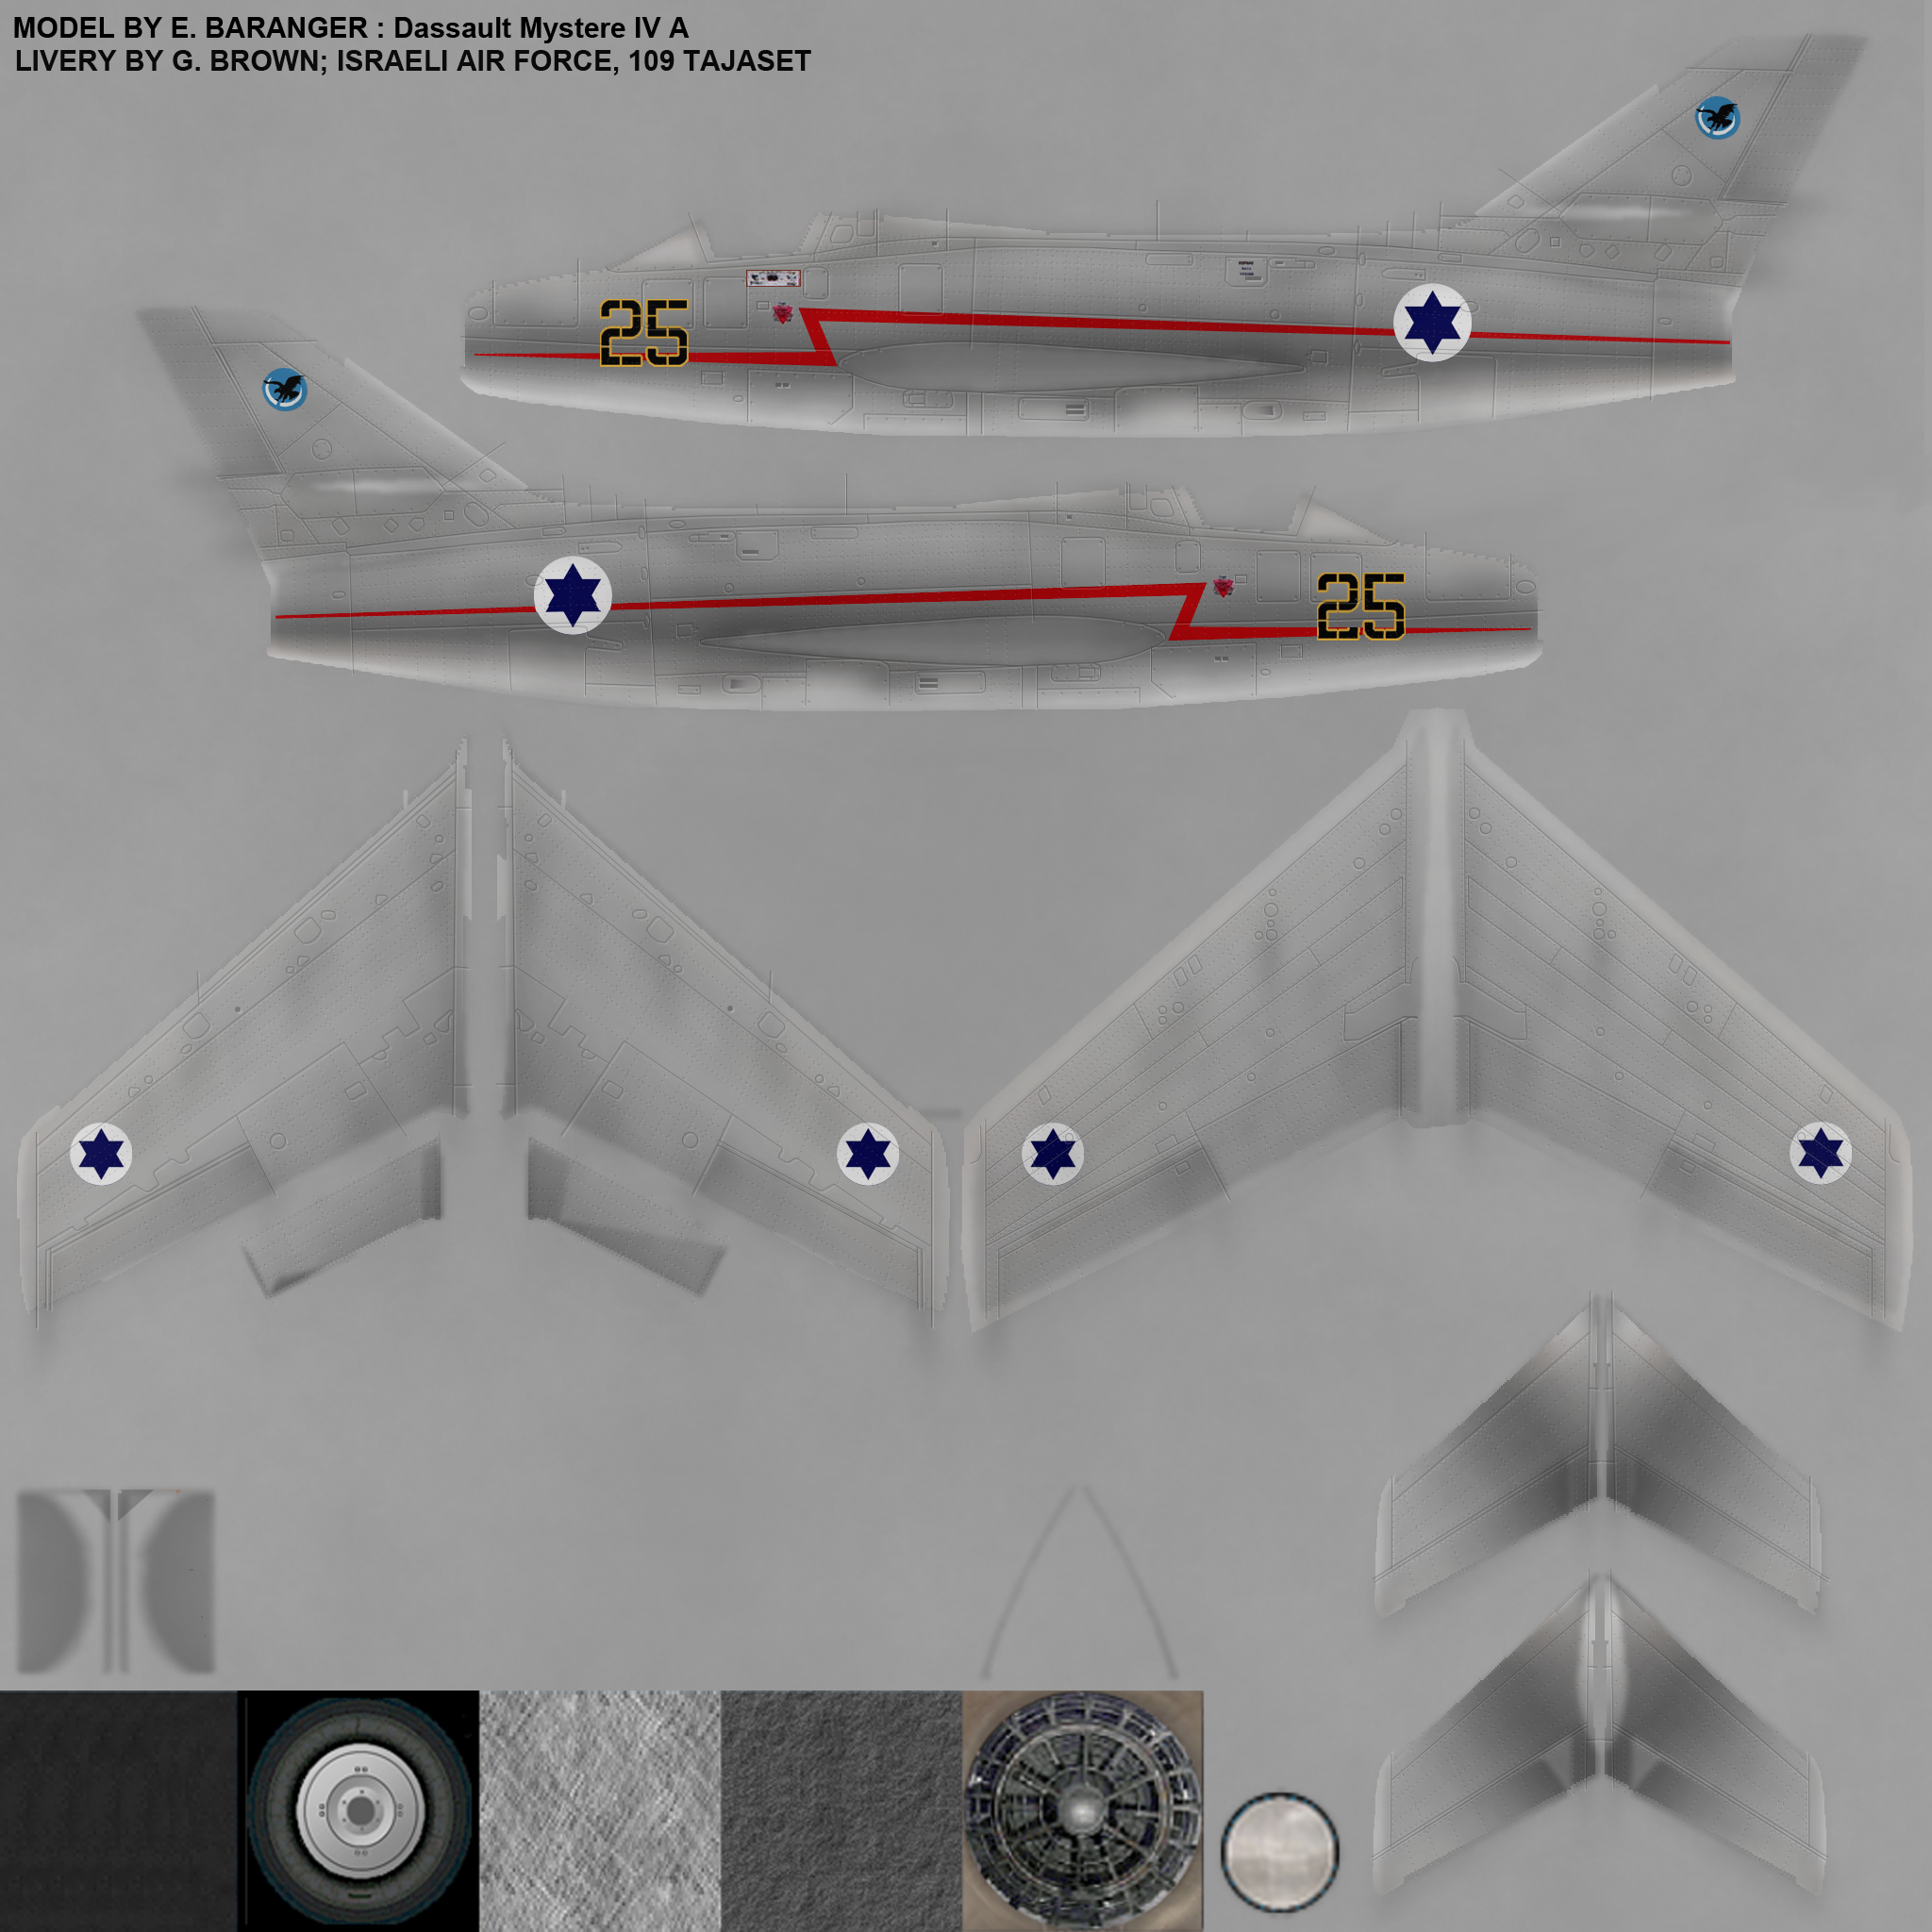 MODEL BY E. BARANGER : Dassault Mystere IV A
LIVERY BY G. BROWN; ISRAELI AIR FORCE, 109 TAJASET
25
25